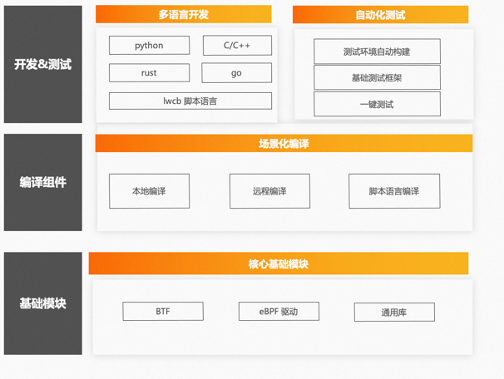 开发&测试
多语言开发
python
C/C++
rust
go
lwcb 脚本语言
自动化测试
测试环境自动构建
基础测试框架
一键测试
编译组件
场景化编译
本地编译
远程编译
脚本语言编译
基础模块
核心基础模块
BTF
eBPF 驱动
通用库